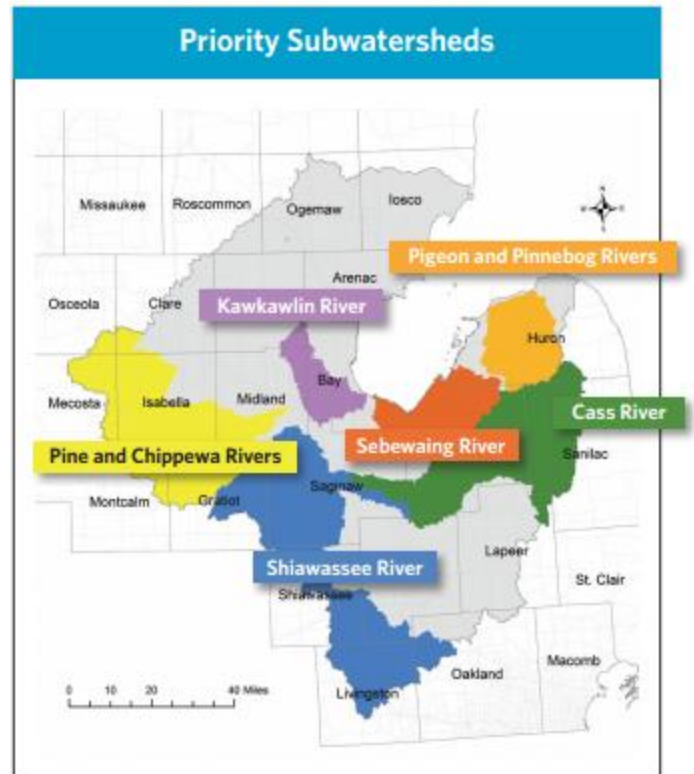 Priority Subwatersheds
Missaukee
Roscommon
Ogemaw
Iosco
Pigeon and Pinnebog Rivers
Arenac
Osceola
Clare
Kawkawlin River
Huron
Bay
Mecosta
Isabella
Midland
Cass River
Sebewaing River
Pine and Chippewa Rivers
Sanilac
Saginaw
Montcalm
Gratiot
Lapeer
Shiawassee River
St. Clair
Shiawassee
Macomb
Oakland
0 10 20 40 Miles
Livingston